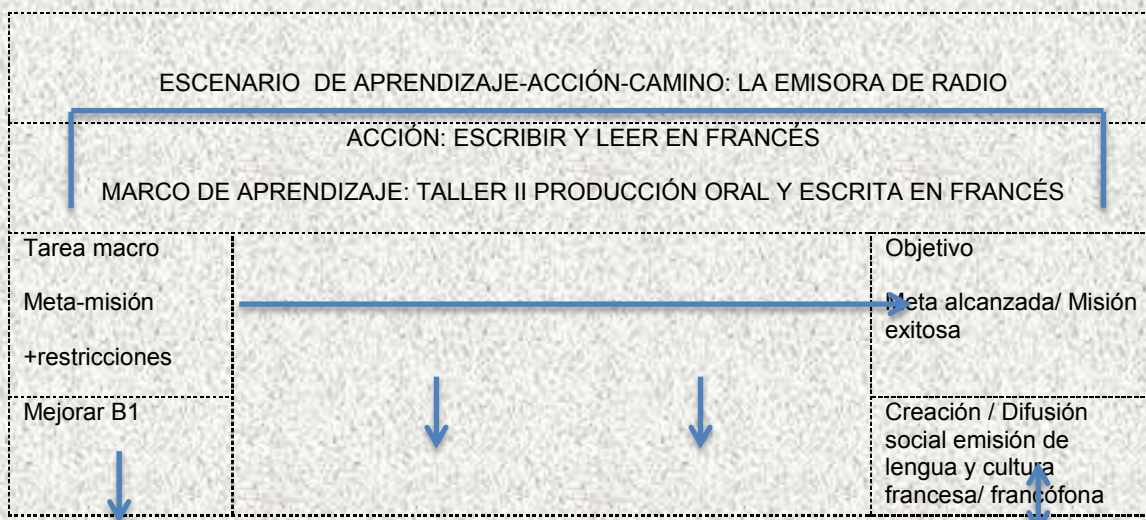 ESCENARIO DE APRENDIZAJE-ACCIÓN-CAMINO: LA EMISORA DE RADIO
ACCIÓN: ESCRIBIR Y LEER EN FRANCÉS
MARCO DE APRENDIZAJE: TALLER II PRODUCCIÓN ORAL Y ESCRITA EN FRANCÉS
Tarea macro
Meta-misión
+restricciones
Objetivo
Meta alcanzada/ Misión
exitosa
Mejorar B1
Creación / Difusión
social emisión de
lengua y cultura
francesa/ francófona